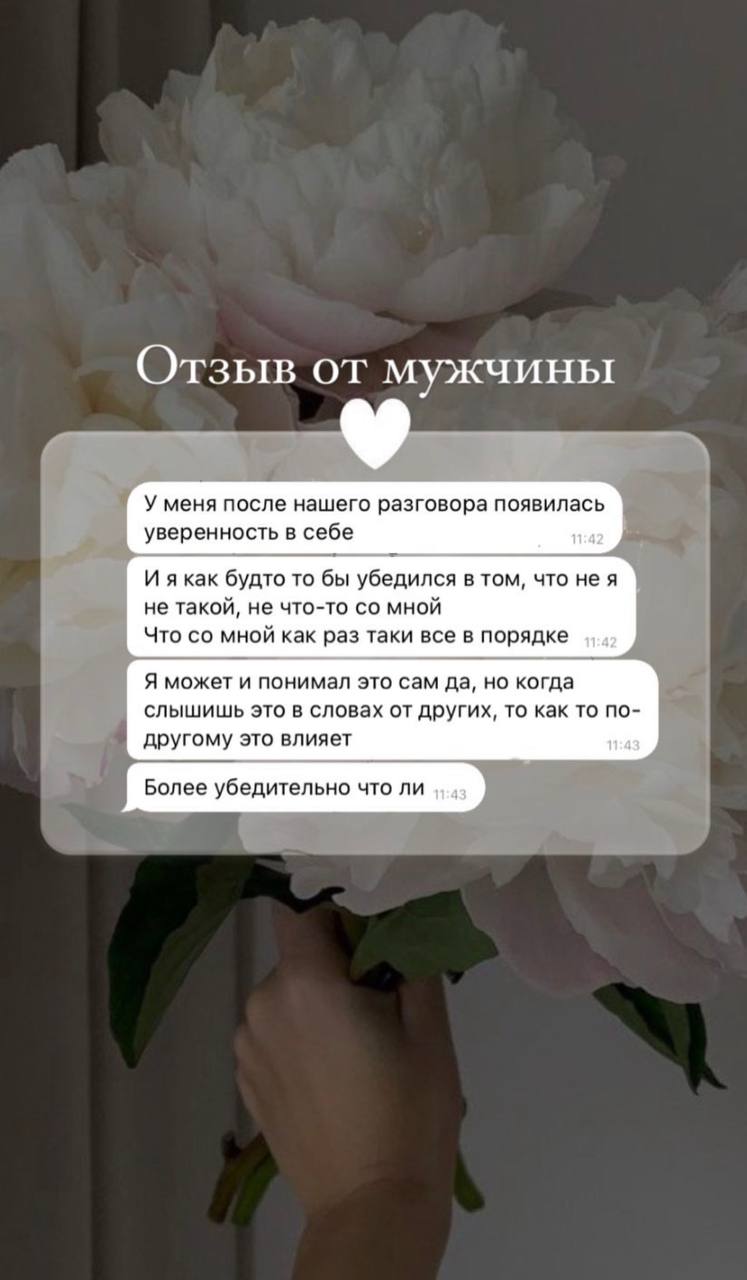 Отзыв от мужчины
У меня после нашего разговора появилась
уверенность в себе
11:42
И я как будто то бы убедился в том, что не я
не такой, не что-то со мной
Что со мной как раз таки все в порядке
11:42
Я может и понимал это сам да, но когда
слышишь это в словах от других, то как то по-
другому это влияет
11:43
Более убедительно что ли
11:43